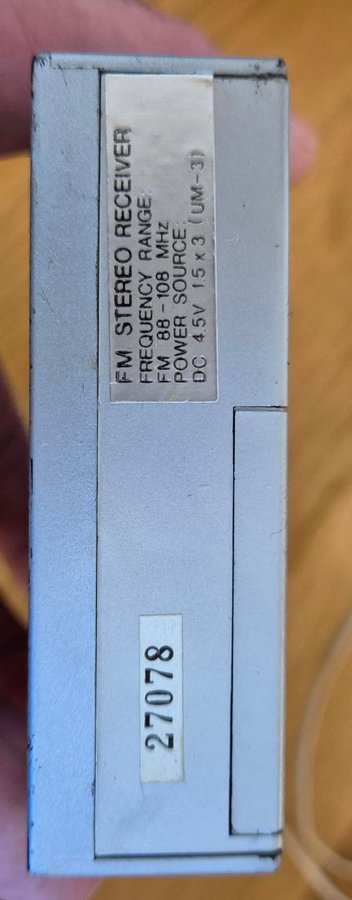 FM STEREO RECEIVER
FREQUENCY RANGE:
FM 88-108 MHz
POWER SOURCE:
DC 4.5V 1.5 x 3 (UM-3)
27078